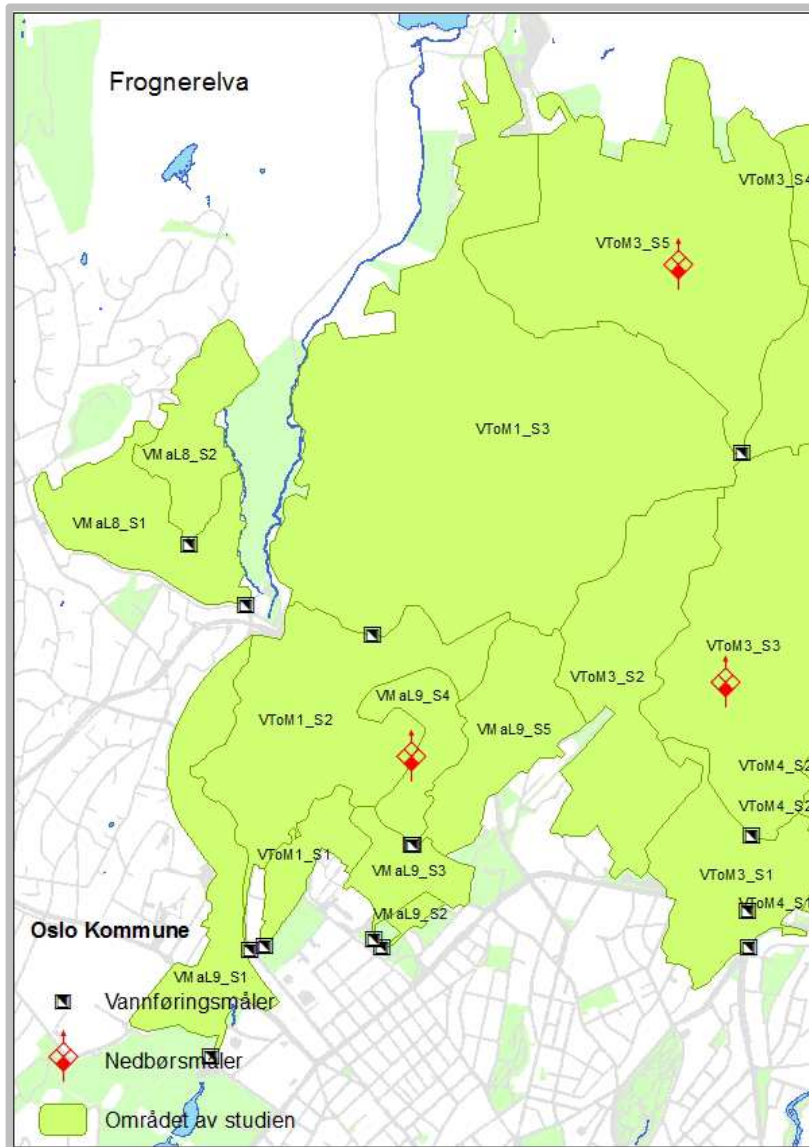 Frognerelva
VToM3_S4
VToM3_S5
VToM1_S3
VMaL8_S2
VMaL8_S1
VToM3_S3
VToM3_S2
VMaL9_S4
VToM1_S2
VMaL9_S5
VToM4_S2
VToM4_S2
VToM1_S1
VMaL9_S3
VToM3_S1
VToM4_S1
VMaL9_S2
Oslo Kommune
VMaL9_S1
Vannføringsmåler
Nedbørsmåler
Området av studien